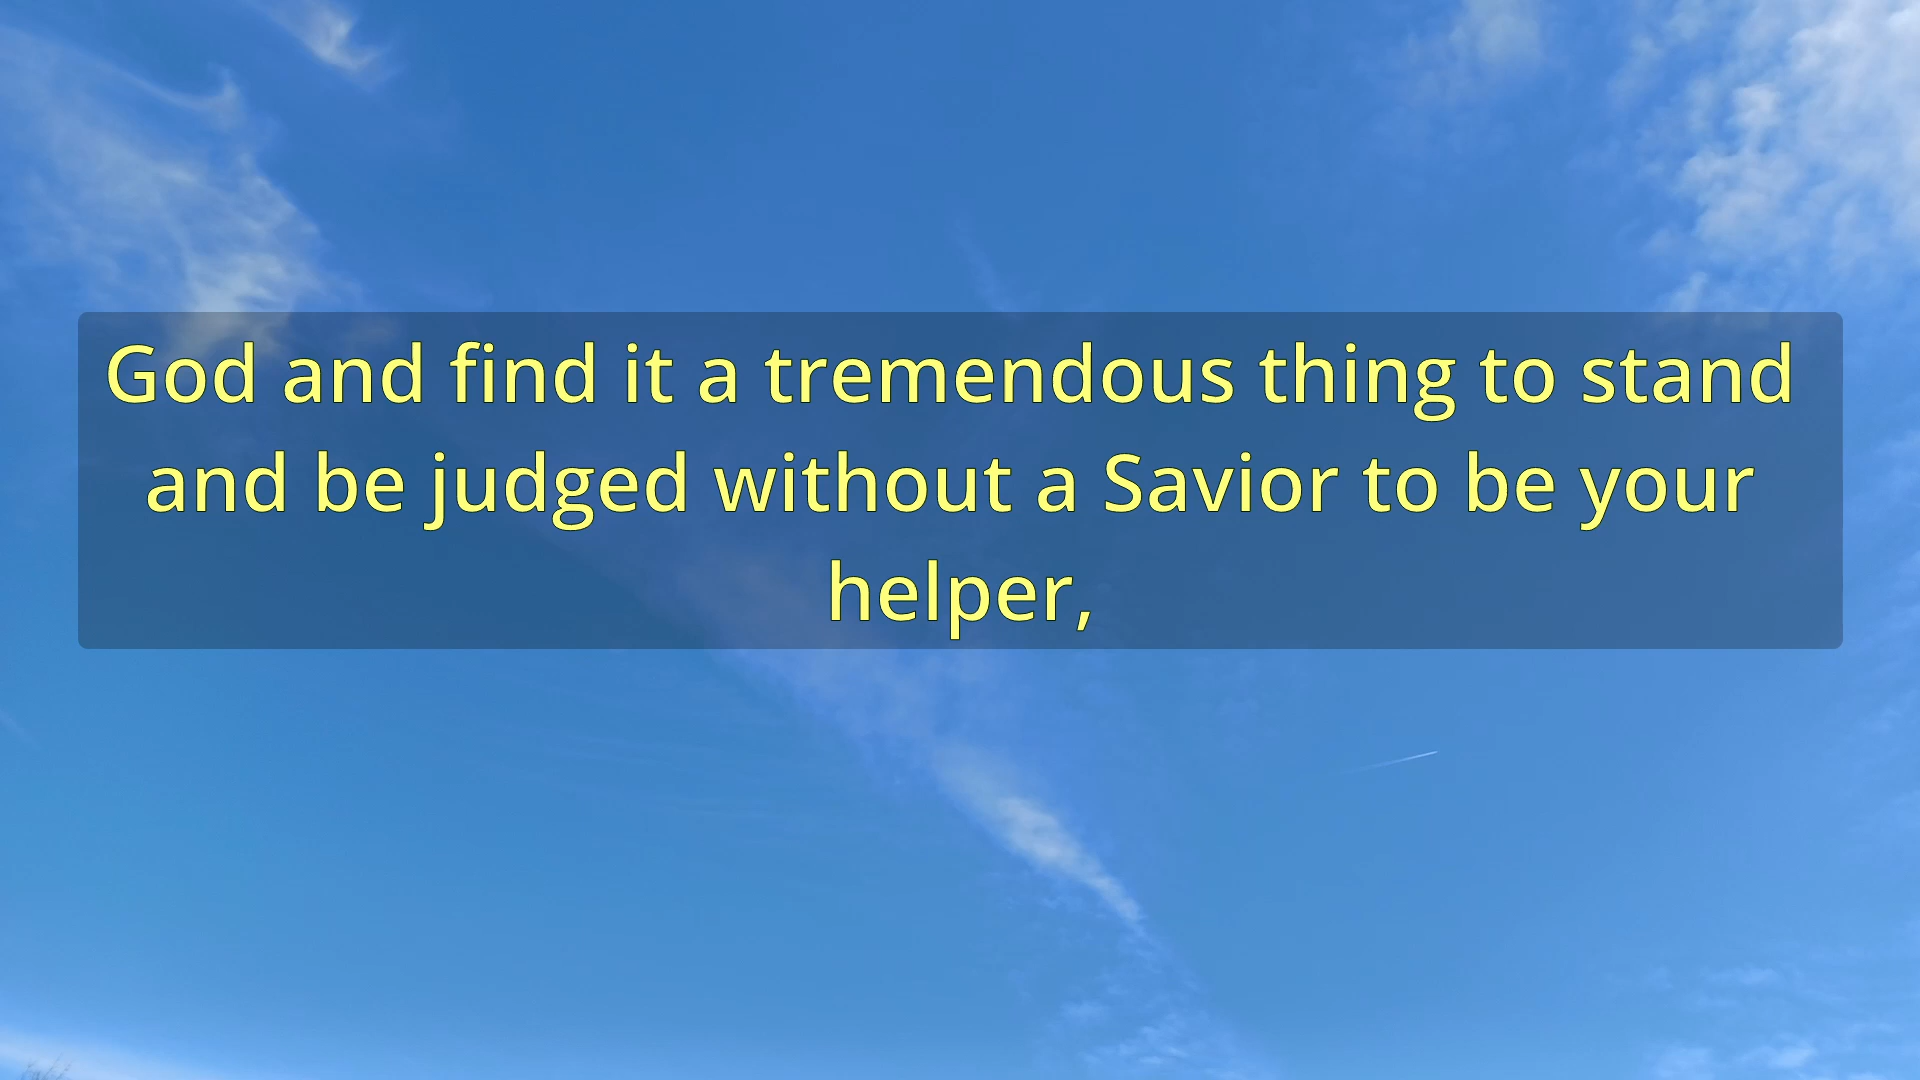 God and find it a tremendous thing to stand
and be judged without a Savior to be your
helper,